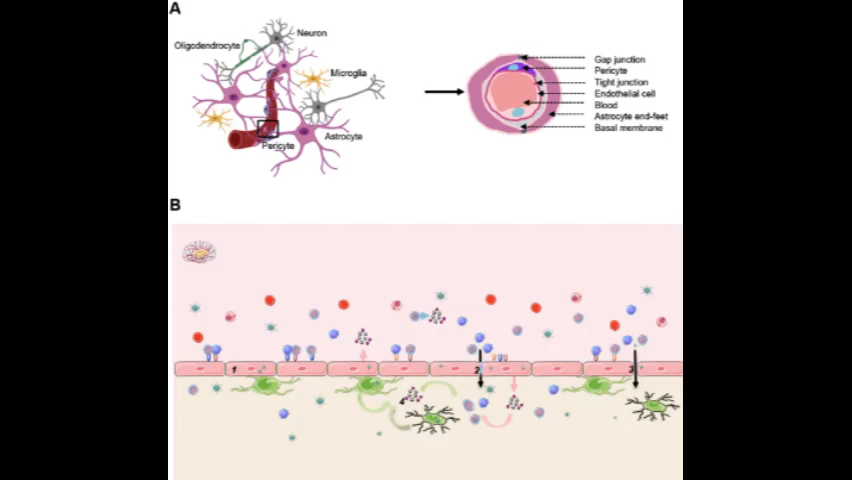 A
Neuron
Oligodendrocyte
Microglia
Astrocyte
Pericyte
Gap junction
Pericyte
Tight junction
Endothelial cell
Blood
Astrocyte end-feet
Basal membrane
B
1
2
3